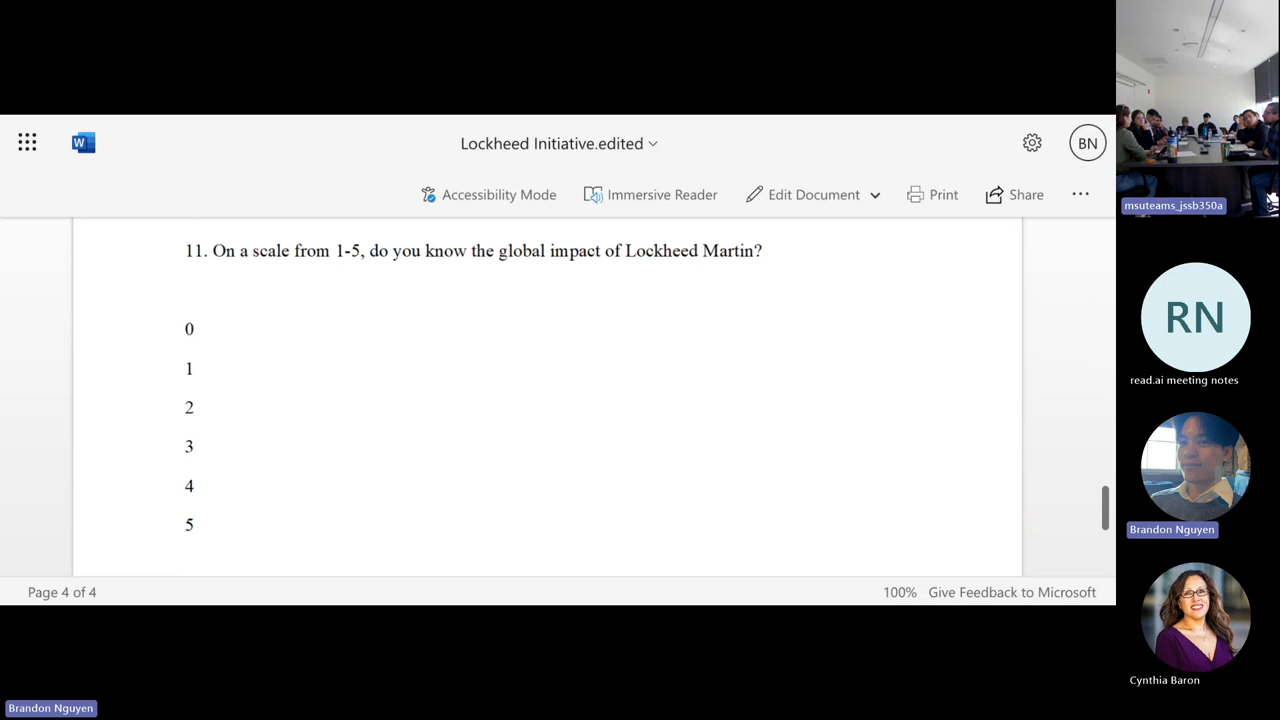 W
Lockheed Initiative.edited
BN
Accessibility Mode
Immersive Reader
Edit Document
Print
Share
11. On a scale from 1-5, do you know the global impact of Lockheed Martin?
0
1
2
3
4
5
Page 4 of 4
100%
Give Feedback to Microsoft
Brandon Nguyen
msuteams_jssb350a
RN
read.ai meeting notes
Brandon Nguyen
Cynthia Baron